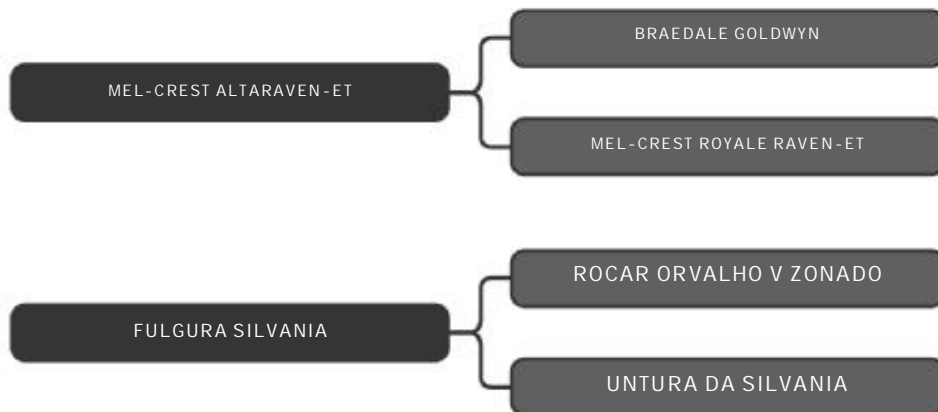 BRAEDALE GOLDWYN
MEL-CREST ALTARAVEN-ET
MEL-CREST ROYALE RAVEN-ET
ROCAR ORVALHO V ZONADO
FULGURA SILVANIA
UNTURA DA SILVANIA